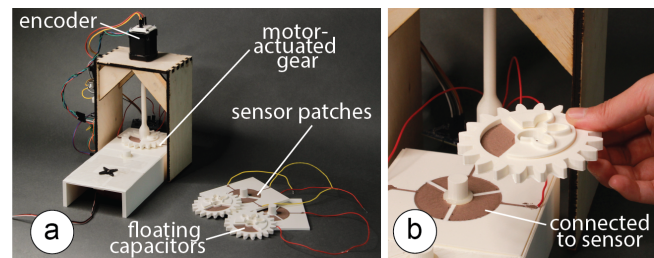 encoder
motor-
actuated
gear
sensor patches
floating
capacitors
a
connected
to sensor
b